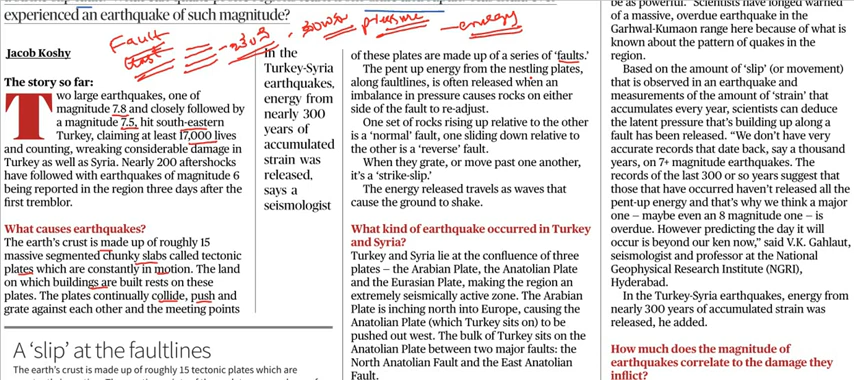 experienced an earthquake of such magnitude?
Fault
pressure
energy
Jacob Koshy
The story so far:
Two large earthquakes, one of
magnitude 7.8 and closely followed by
a magnitude 7.5, hit south-eastern
Turkey, claiming at least 17,000 lives
and counting, wreaking considerable damage in
Turkey as well as Syria. Nearly 200 aftershocks
have followed with earthquakes of magnitude 6
being reported in the region three days after the
first tremblor.
What causes earthquakes?
The earth's crust is made up of roughly 15
massive segmented chunky slabs called tectonic
plates which are constantly in motion. The land
on which buildings are built rests on these
plates. The plates continually collide, push and
grate against each other and the meeting points
A 'slip' at the faultlines
The earth's crust is made up of roughly 15 tectonic plates which are
In the
Turkey-Syria
earthquakes,
energy from
nearly 300
years of
accumulated
strain was
released,
says a
seismologist
of these plates are made up of a series of 'faults.'
The pent up energy from the nestling plates,
along faultlines, is often released when an
imbalance in pressure causes rocks on either
side of the fault to re-adjust.
One set of rocks rising up relative to the other
is a 'normal' fault, one sliding down relative to
the other is a 'reverse' fault.
When they grate, or move past one another,
it's a 'strike-slip.'
The energy released travels as waves that
cause the ground to shake.
What kind of earthquake occurred in Turkey
and Syria?
Turkey and Syria lie at the confluence of three
plates – the Arabian Plate, the Anatolian Plate
and the Eurasian Plate, making the region an
extremely seismically active zone. The Arabian
Plate is inching north into Europe, causing the
Anatolian Plate (which Turkey sits on) to be
pushed out west. The bulk of Turkey sits on the
Anatolian Plate between two major faults: the
North Anatolian Fault and the East Anatolian
Fault.
be as powerful. Scientists have longed warned
of a massive, overdue earthquake in the
Garhwal-Kumaon range here because of what is
known about the pattern of quakes in the
region.
Based on the amount of 'slip' (or movement)
that is observed in an earthquake and
measurements of the amount of 'strain' that
accumulates every year, scientists can deduce
the latent pressure that's building up along a
fault has been released. "We don't have very
accurate records that date back, say a thousand
years, on 7+ magnitude earthquakes. The
records of the last 300 or so years suggest that
those that have occurred haven't released all the
pent-up energy and that's why we think a major
one – maybe even an 8 magnitude one – is
overdue. However predicting the day it will
occur is beyond our ken now," said V.K. Gahlaut,
seismologist and professor at the National
Geophysical Research Institute (NGRI),
Hyderabad.
In the Turkey-Syria earthquakes, energy from
nearly 300 years of accumulated strain was
released, he added.
How much does the magnitude of
earthquakes correlate to the damage they
inflict?